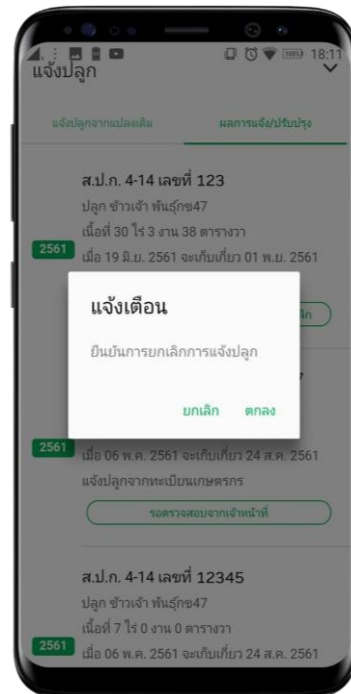 18:11
แจ้งปลูก
แจ้งปลูกจากแปลงเดิม
ผลการแจ้ง/ปรับปรุง
ส.ป.ก. 4-14 เลขที่ 123
ปลูก ข้าวเจ้า พันธุ์กข47
เนื้อที่ 30 ไร่ 3 งาน 38 ตารางวา
2561
เมื่อ 19 มิ.ย. 2561 จะเก็บเกี่ยว 01 พ.ย. 2561
แจ้งเตือน
ยืนยันการยกเลิกการแจ้งปลูก
ยกเลิก ตกลง
2561
เมื่อ 06 พ.ค. 2561 จะเก็บเกี่ยว 24 ส.ค. 2561
แจ้งปลูกจากทะเบียนเกษตรกร
รอตรวจสอบจากเจ้าหน้าที่
ส.ป.ก. 4-14 เลขที่ 12345
ปลูก ข้าวเจ้า พันธุ์กข47
เนื้อที่ 7 ไร่ 0 งาน 0 ตารางวา
2561
เมื่อ 06 พ.ค. 2561 จะเก็บเกี่ยว 24 ส.ค. 2561